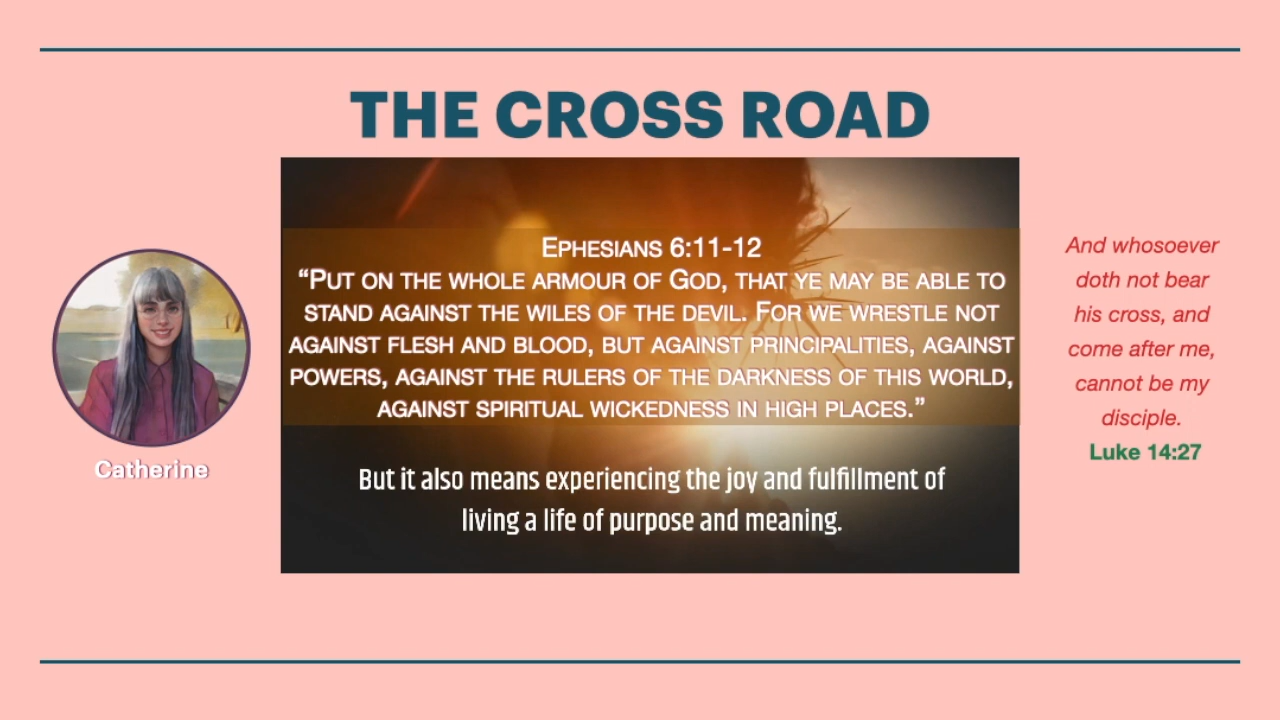 THE CROSS ROAD
EPHESIANS 6:11-12
“PUT ON THE WHOLE ARMOUR OF GOD, THAT YE MAY BE ABLE TO
STAND AGAINST THE WILES OF THE DEVIL. FOR WE WRESTLE NOT
AGAINST FLESH AND BLOOD, BUT AGAINST PRINCIPALITIES, AGAINST
POWERS, AGAINST THE RULERS OF THE DARKNESS OF THIS WORLD,
AGAINST SPIRITUAL WICKEDNESS IN HIGH PLACES.”
But it also means experiencing the joy and fulfillment of
living a life of purpose and meaning.
Catherine
And whosoever
doth not bear
his cross, and
come after me,
cannot be my
disciple.
Luke 14:27